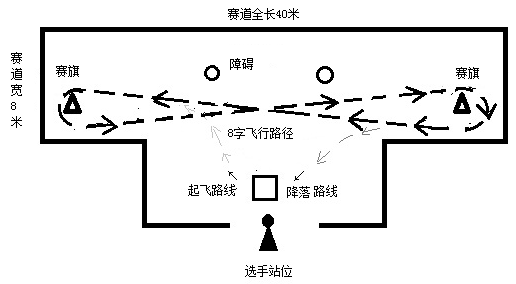 赛道全长40米
赛道宽8米
赛旗
障碍
赛旗
8字飞行路径
起飞路线
降落路线
选手站位